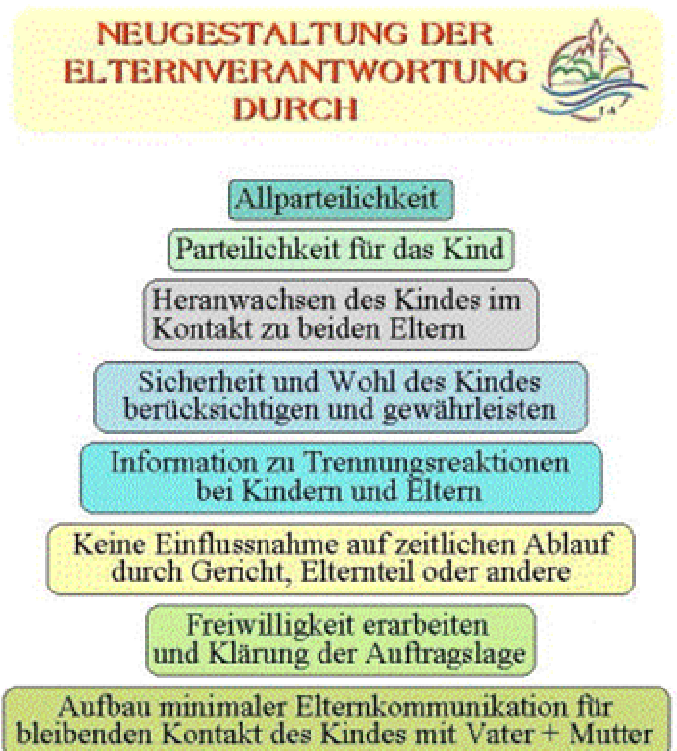 NEUGESTALTUNG DER
ELTERNVERANTWORTUNG
DURCH
Allparteilichkeit
Parteilichkeit für das Kind
Heranwachsen des Kindes im
Kontakt zu beiden Eltern
Sicherheit und Wohl des Kindes
berücksichtigen und gewährleisten
Information zu Trennungsreaktionen
bei Kindern und Eltern
Keine Einflussnahme auf zeitlichen Ablauf
durch Gericht, Elternteil oder andere
Freiwilligkeit erarbeiten
und Klärung der Auftragslage
Aufbau minimaler Elternkommunikation für
bleibenden Kontakt des Kindes mit Vater + Mutter